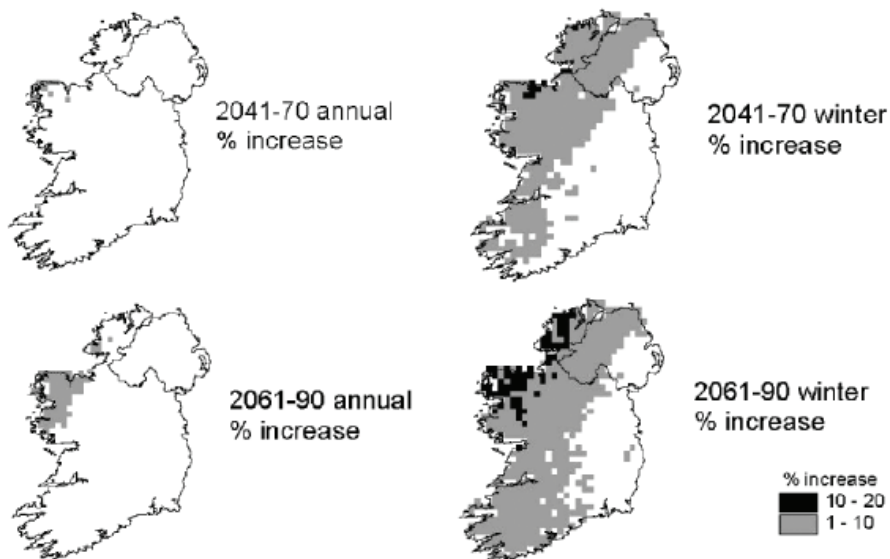 2041-70 annual
% increase
2041-70 winter
% increase
2061-90 annual
% increase
2061-90 winter
% increase
% increase
10 - 20
1 - 10